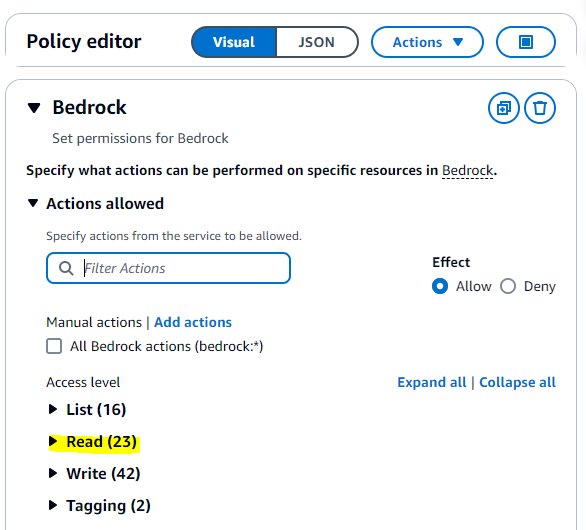 Policy editor
Visual
JSON
Actions
Bedrock
Set permissions for Bedrock
Specify what actions can be performed on specific resources in Bedrock.
Actions allowed
Specify actions from the service to be allowed.
Filter Actions
Effect
Allow
Deny
Manual actions | Add actions
All Bedrock actions (bedrock:*)
Access level
Expand all | Collapse all
List (16)
Read (23)
Write (42)
Tagging (2)